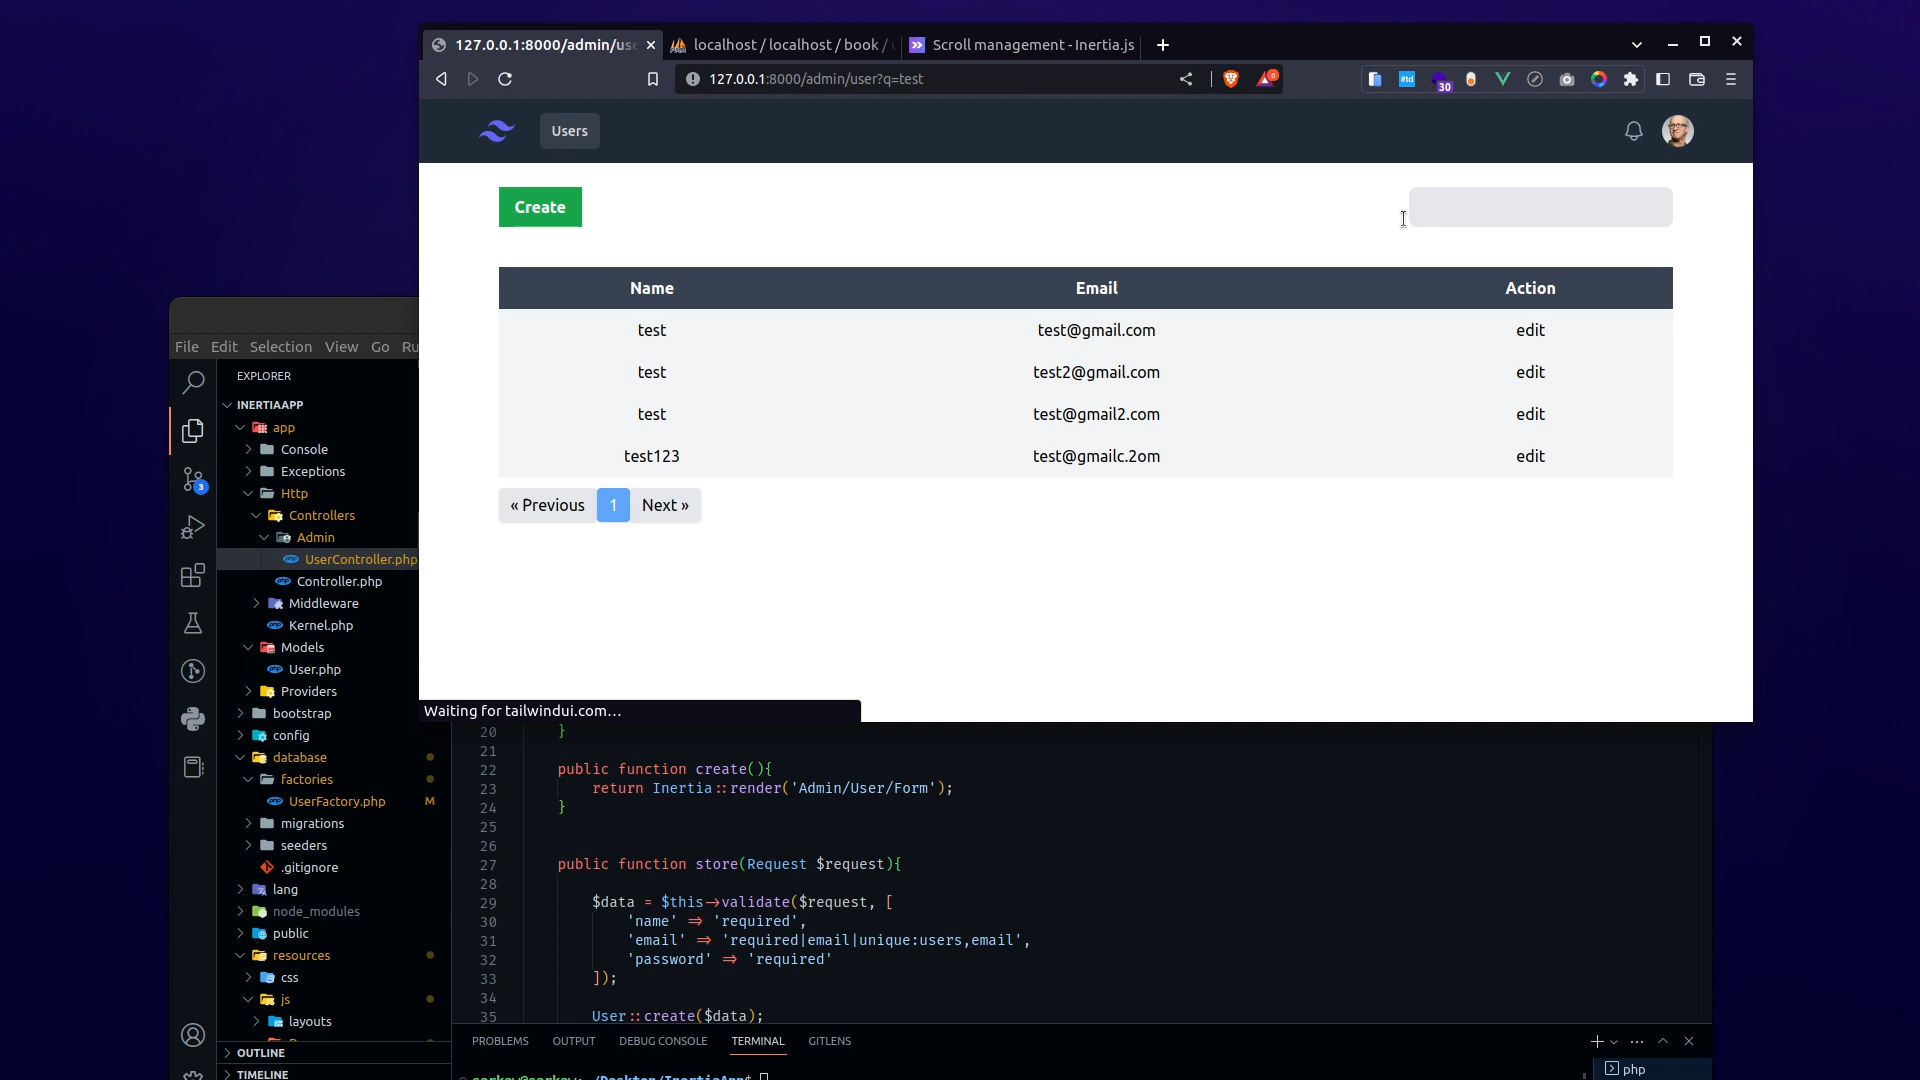 127.0.0.1:8000/admin/use
localhost / localhost / book / u
Scroll management - Inertia.js
127.0.0.1:8000/admin/user?q=test
#td
30
Users
Create
Name Email Action
test test@gmail.com edit
test test2@gmail.com edit
test test@gmail2.com edit
test123 test@gmailc.2om edit
« Previous 1 Next »
Waiting for tailwindui.com...
File Edit Selection View Go Ru
EXPLORER
INERTIAAPP
app
Console
Exceptions
Http
Controllers
Admin
UserController.php
Controller.php
Middleware
Kernel.php
Models
User.php
Providers
bootstrap
config
database
factories
UserFactory.php M
migrations
seeders
.gitignore
lang
node_modules
public
resources
css
js
layouts
OUTLINE
TIMELINE
3
20 }
21
22 public function create(){
23 return Inertia::render('Admin/User/Form');
24 }
25
26
27 public function store(Request $request){
28
29 $data = $this->validate($request, [
30 'name' => 'required',
31 'email' => 'required|email|unique:users,email',
32 'password' => 'required'
33 ]);
34
35 User::create($data);
PROBLEMS OUTPUT DEBUG CONSOLE TERMINAL GITLENS
php